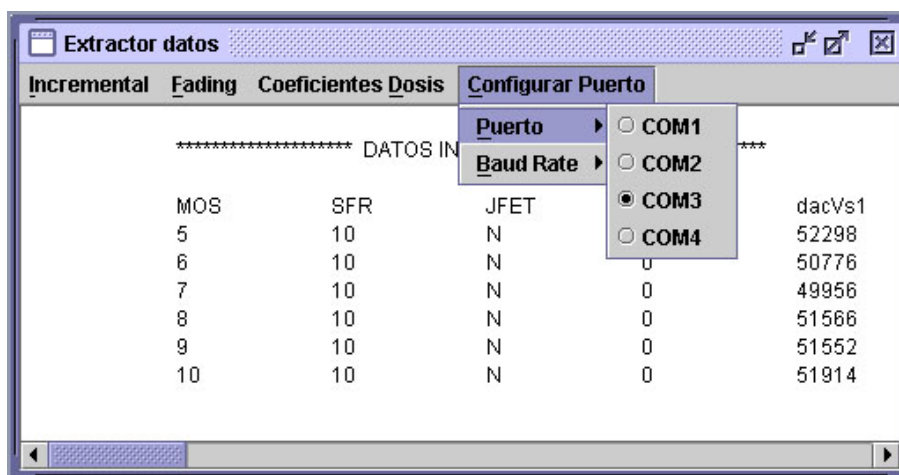 Extractor datos
Incremental Fading Coeficientes Dosis Configurar Puerto
Puerto COM1
******************** DATOS IN ***
Baud Rate COM2
COM3
COM4
MOS SFR JFET dacVs1
5 10 N 52298
6 10 N 0 50776
7 10 N 0 49956
8 10 N 0 51566
9 10 N 0 51552
10 10 N 0 51914